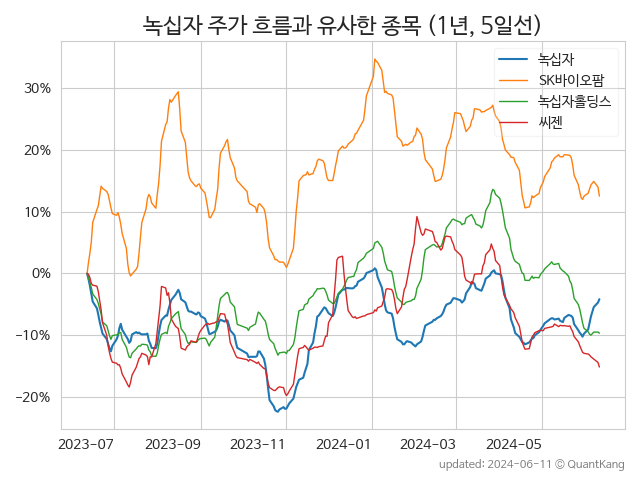 녹십자 주가 흐름과 유사한 종목 (1년, 5일선)
녹십자
SK바이오팜
녹십자홀딩스
씨젠
30%
20%
10%
0%
−10%
−20%
2023−07
2023−09
2023−11
2024−01
2024−03
2024−05
updated: 2024-06-11 © QuantKang